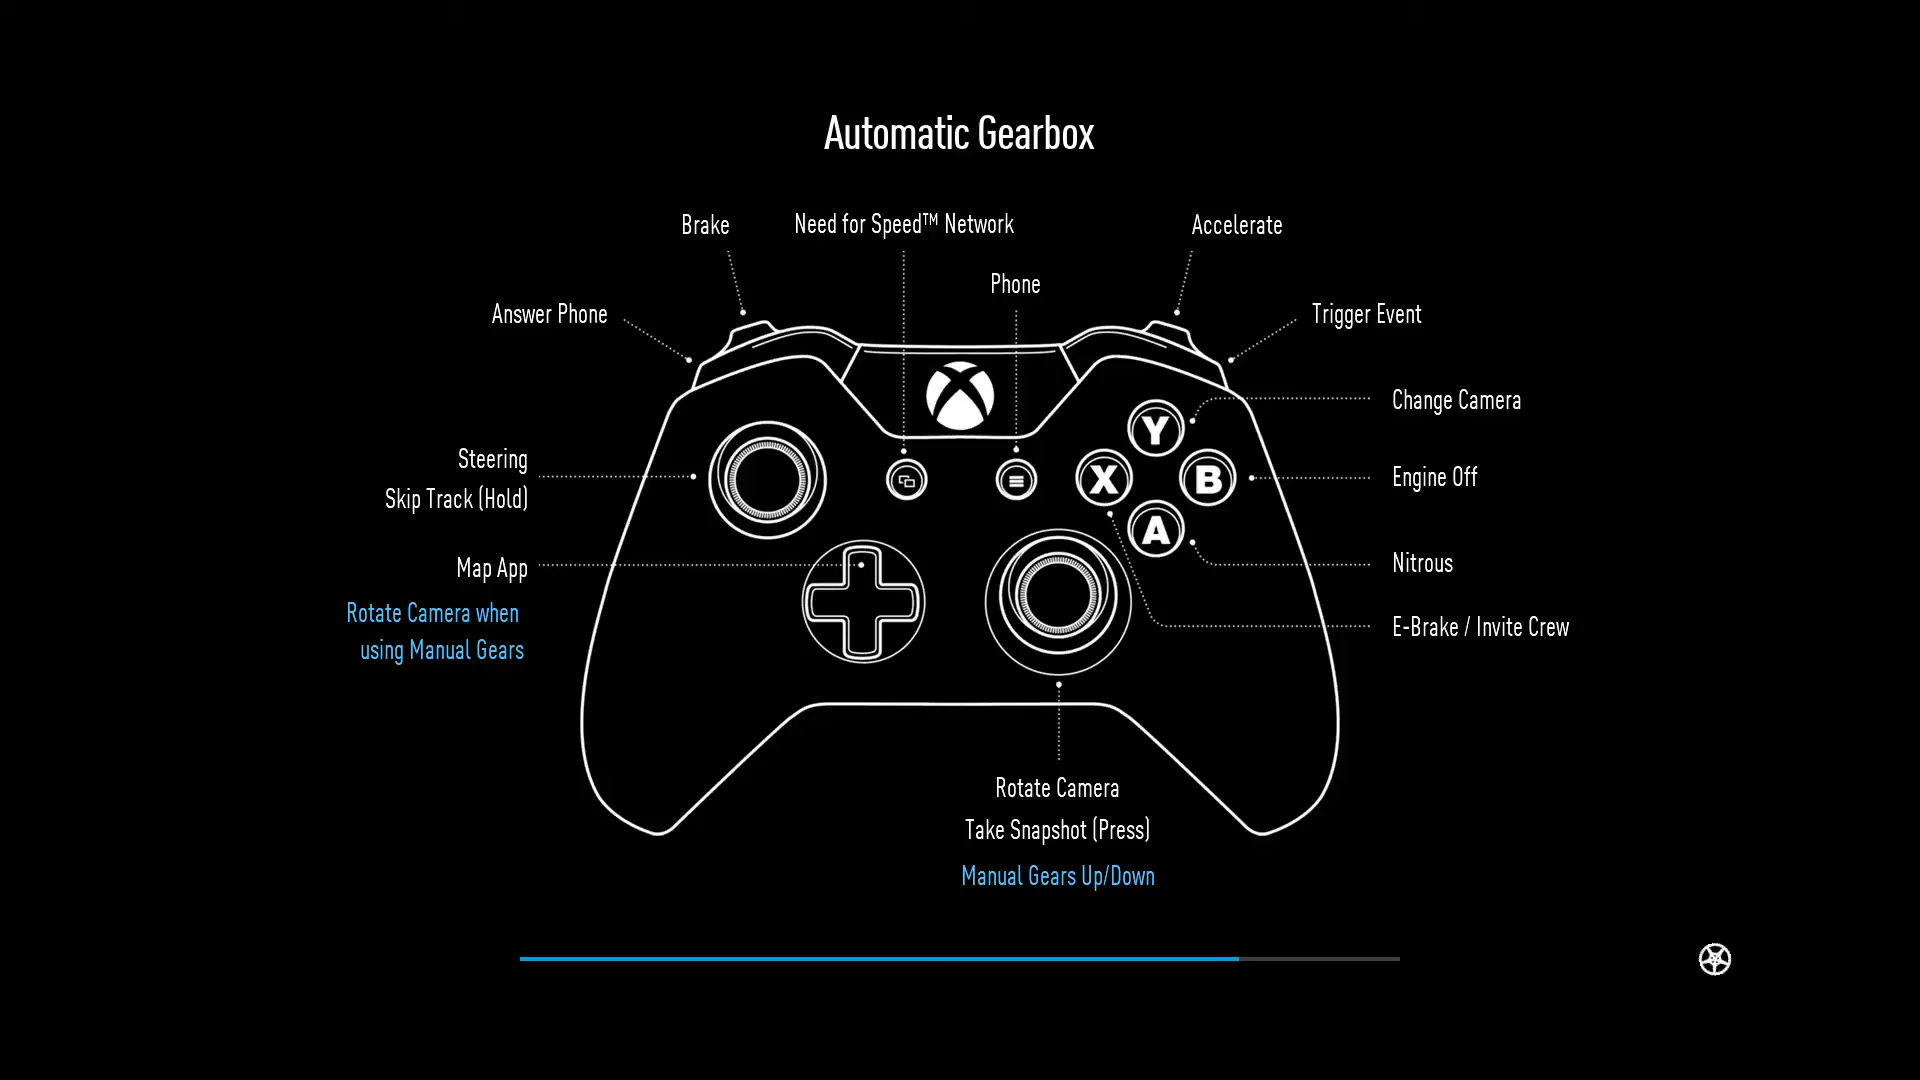 Automatic Gearbox
Brake
Need for Speed™ Network
Accelerate
Phone
Answer Phone
Trigger Event
Change Camera
Y
Steering
Skip Track (Hold)
X
B
Engine Off
A
Map App
Nitrous
Rotate Camera when
using Manual Gears
E-Brake / Invite Crew
Rotate Camera
Take Snapshot (Press)
Manual Gears Up/Down